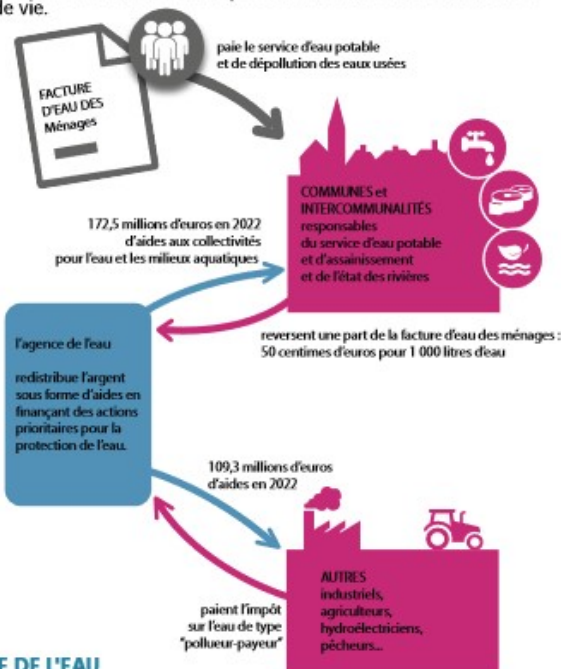 le vie.
paie le service d'eau potable
et de dépollution des eaux usées
FACTURE
D'EAU DES
Ménages
COMMUNES et
INTERCOMMUNALITÉS
responsables
du service d'eau potable
et d'assainissement
et de l'état des rivières
172,5 millions d'euros en 2022
d'aides aux collectivités
pour l'eau et les milieux aquatiques
reversent une part de la facture d'eau des ménages :
50 centimes d'euros pour 1 000 litres d'eau
l'agence de l'eau
redistribue l'argent
sous forme d'aides en
finançant des actions
prioritaires pour la
protection de l'eau.
109,3 millions d'euros
d'aides en 2022
paient l'impôt
sur l'eau de type
"pollueur-payeur"
AUTRES
industriels,
agriculteurs,
hydroélectriciens,
pêcheurs...
E DE L'EAU